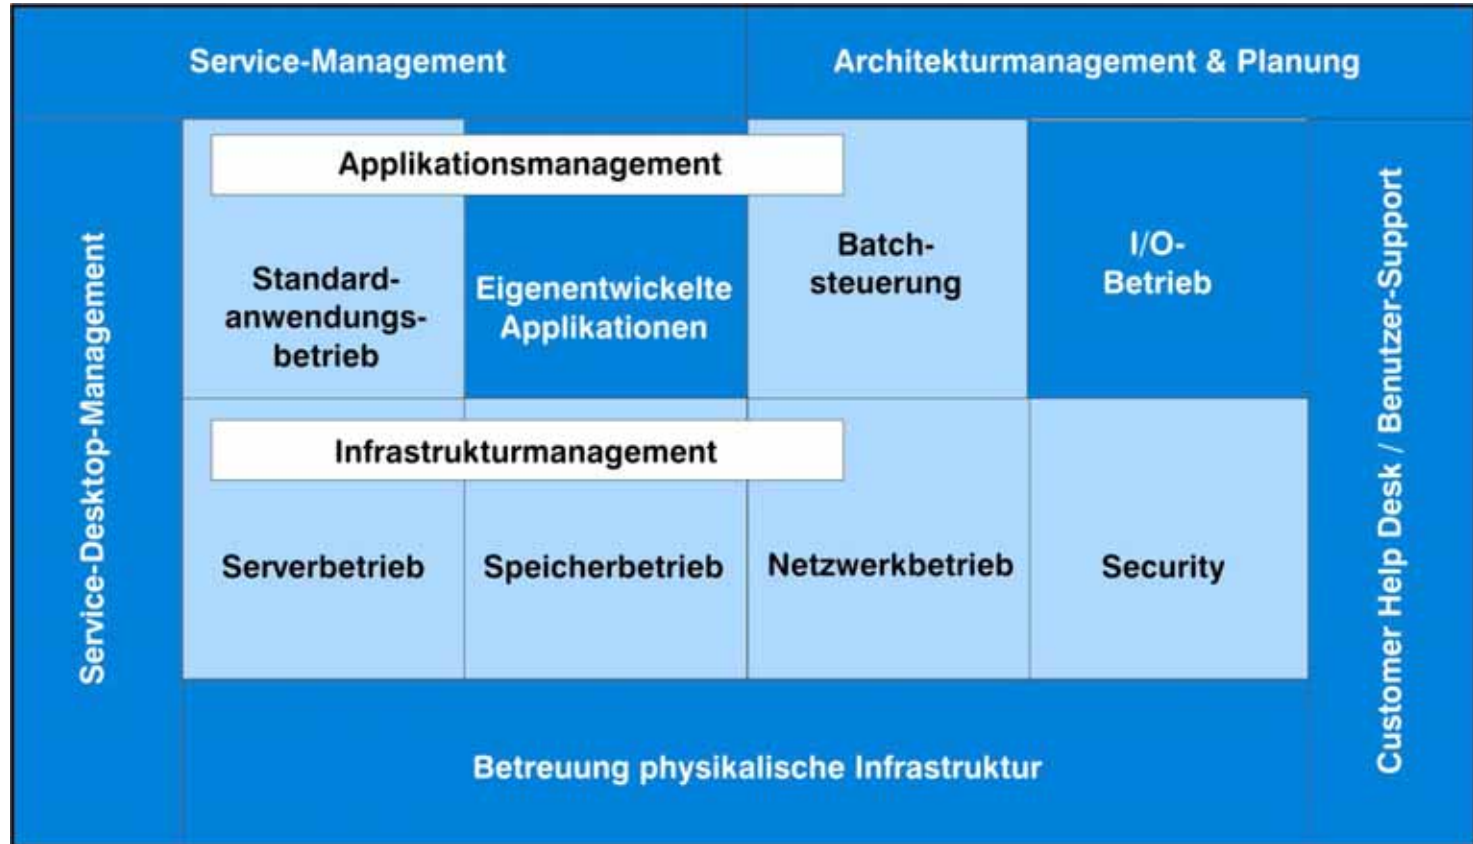 Service-Management
Architekturmanagement & Planung
Service-Desktop-Management
Applikationsmanagement
Standard-
anwendungs-
betrieb
Eigenentwickelte
Applikationen
Batch-
steuerung
I/O-
Betrieb
Infrastrukturmanagement
Serverbetrieb
Speicherbetrieb
Netzwerkbetrieb
Security
Customer Help Desk / Benutzer-Support
Betreuung physikalische Infrastruktur